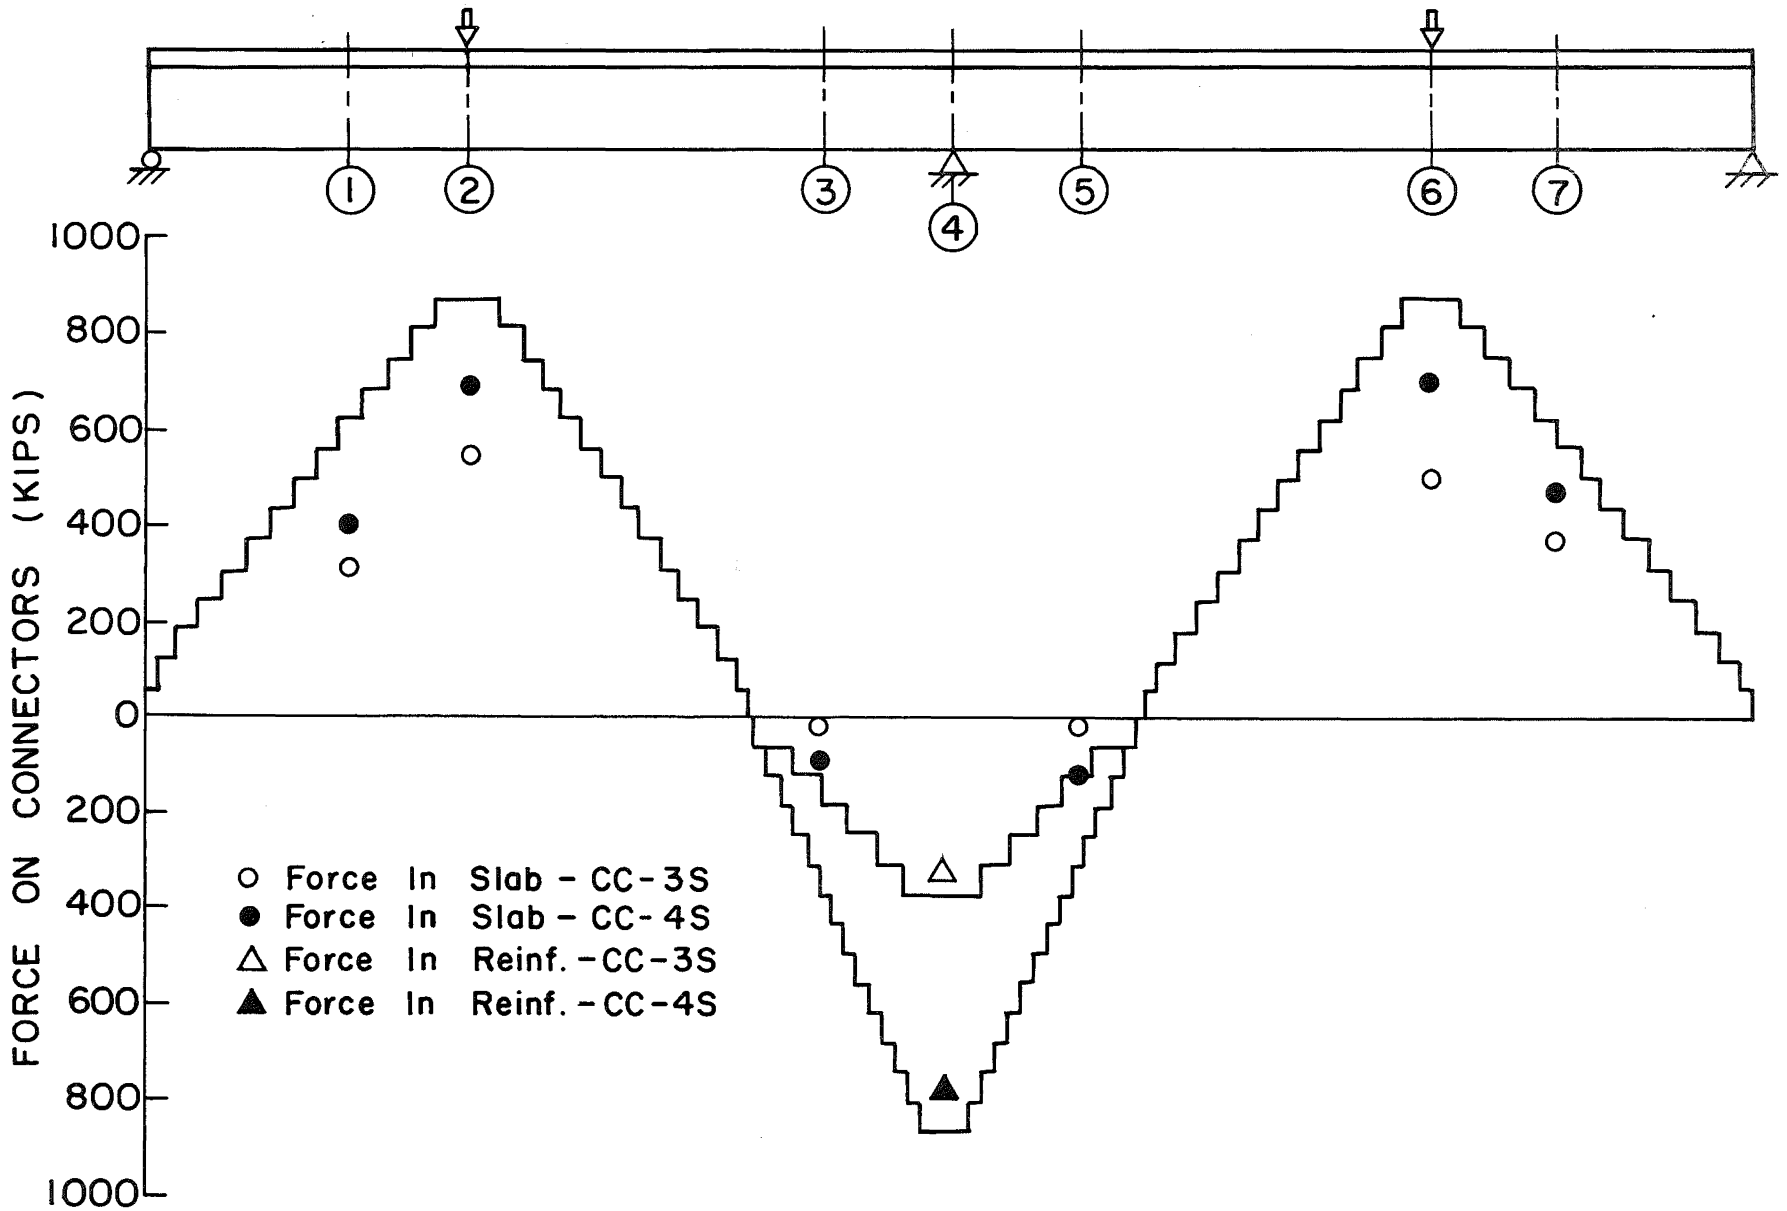 1 2 3 5 6 7
4
1000
800
600
400
200
0
200
400
600
800
1000
FORCE ON CONNECTORS (KIPS)
Force In Slab - CC-3S
Force In Slab - CC-4S
Force In Reinf. - CC-3S
Force In Reinf. - CC-4S